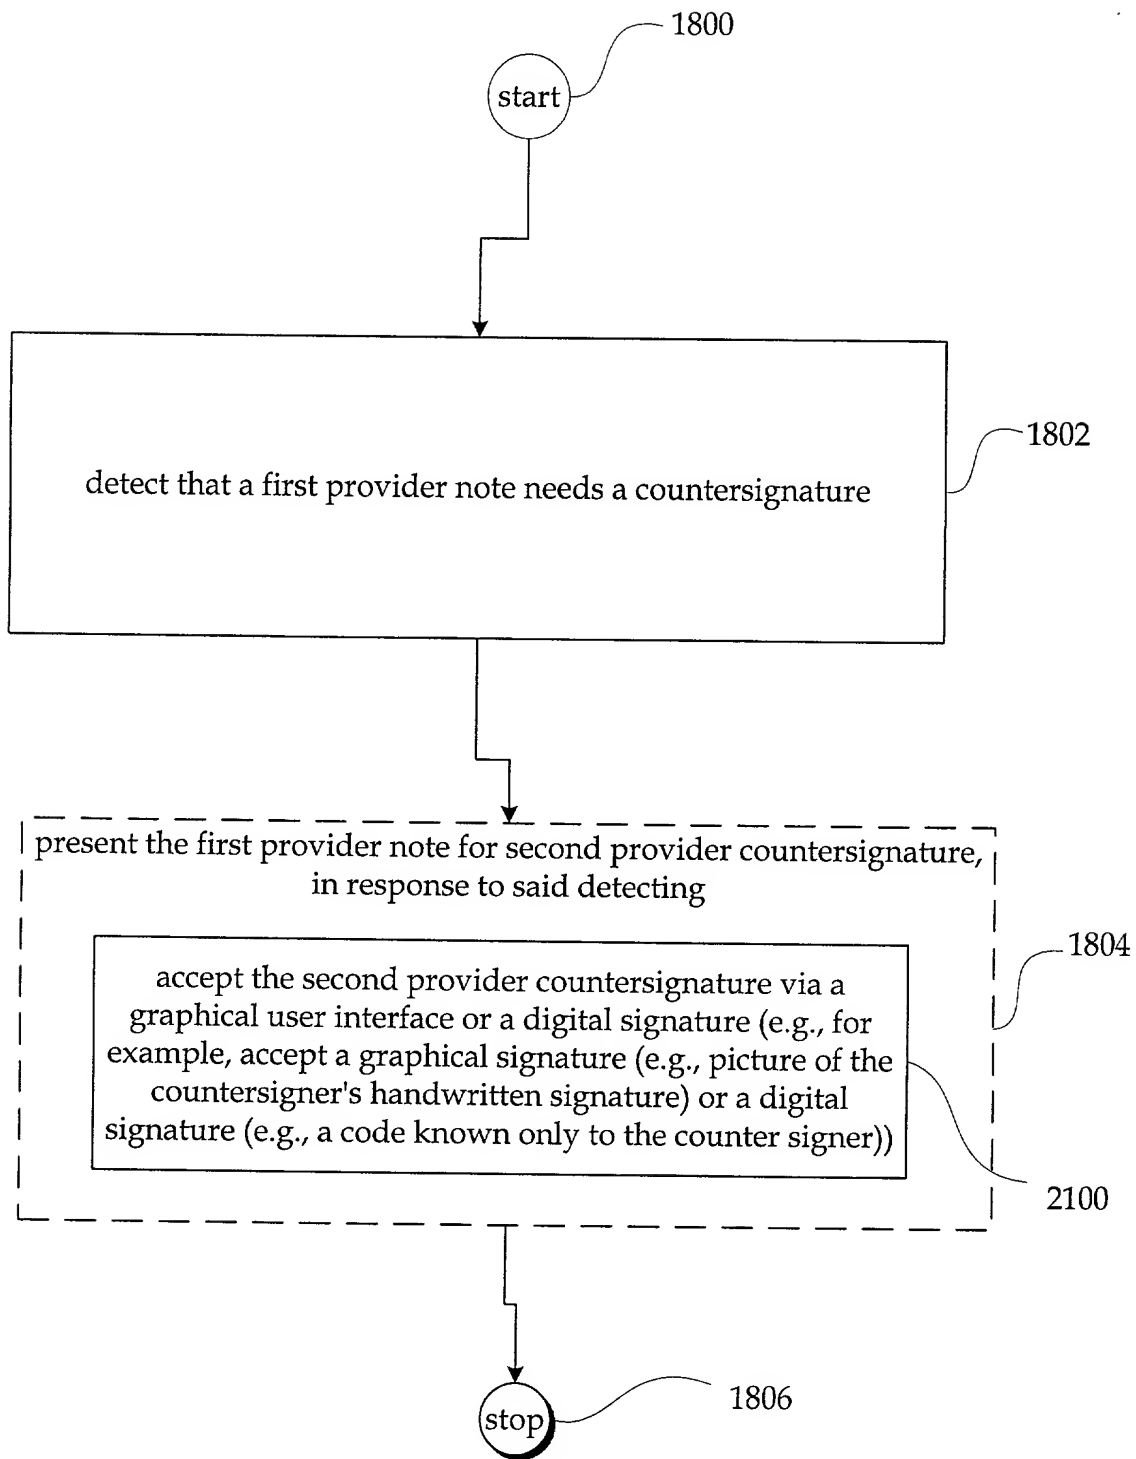 1800
start
detect that a first provider note needs a countersignature
1802
present the first provider note for second provider countersignature,
in response to said detecting
accept the second provider countersignature via a
graphical user interface or a digital signature (e.g., for
example, accept a graphical signature (e.g., picture of the
countersigner's handwritten signature) or a digital
signature (e.g., a code known only to the counter signer))
1804
2100
stop
1806